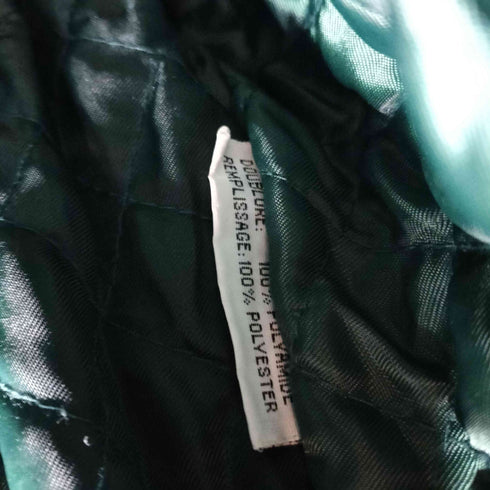 DOUBLURE: 100% POLYAMIDE
REMPLISSAGE: 100% POLYESTER